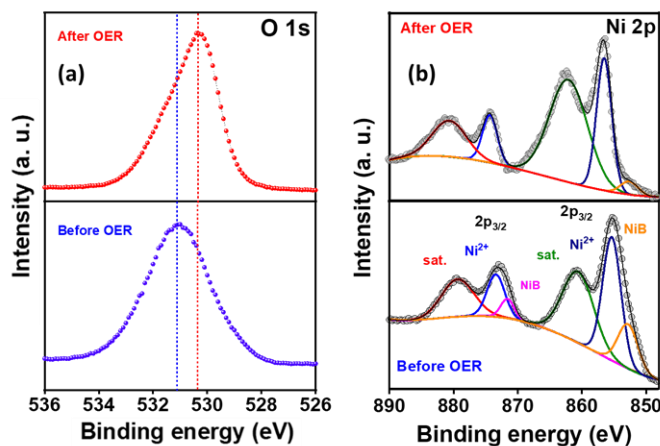 After OER
O 1s
(a)
Before OER
536 534 532 530 528 526
Binding energy (eV)
Intensity (a. u.)
After OER
Ni 2p
(b)
2p3/2
2p3/2
Ni2+
Ni2+
NiB
sat.
sat.
NiB
Before OER
890 880 870 860 850
Binding energy (eV)
Intensity (a. u.)